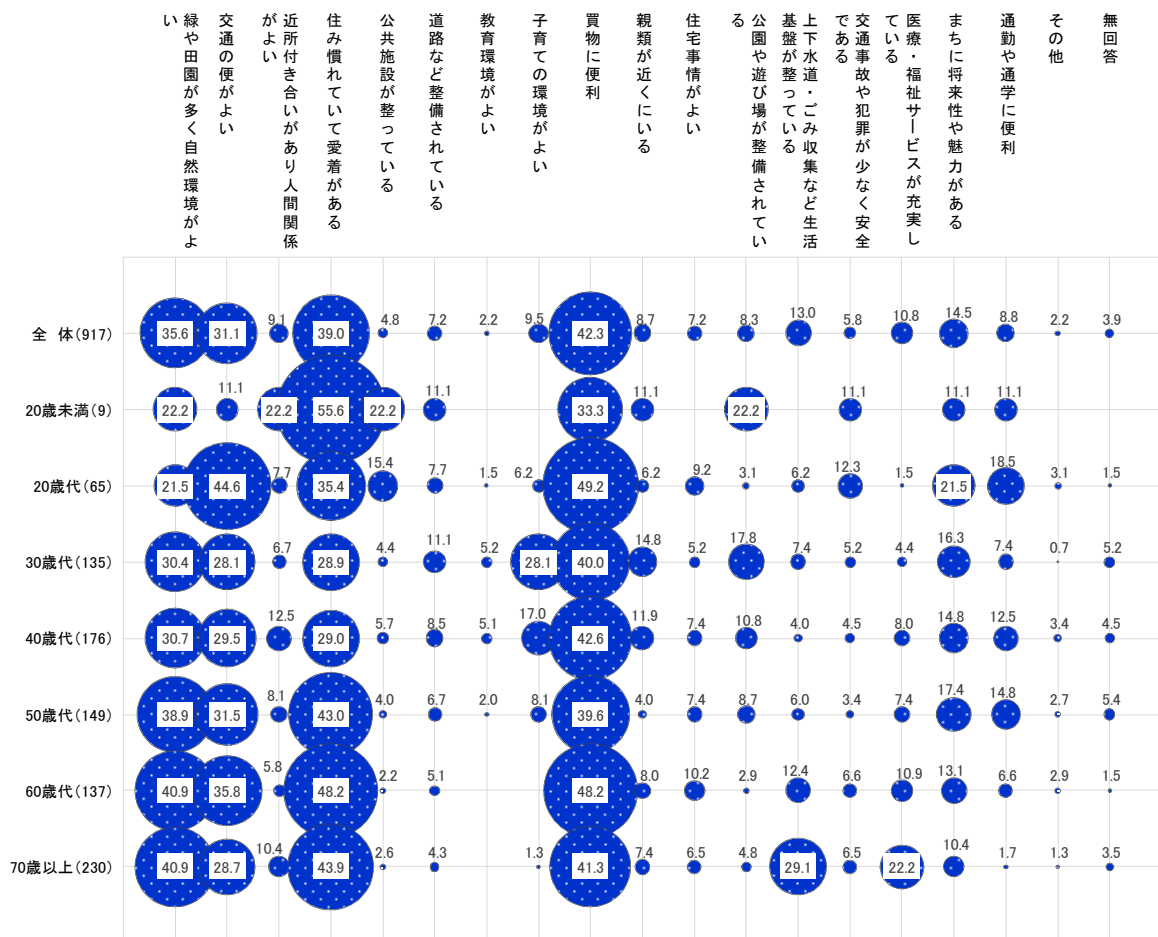 緑や田園が多く自然環境がよ
い
交通の便がよい
近所付き合いがあり人間関係
がよい
住み慣れていて愛着がある
公共施設が整っている
道路など整備されている
教育環境がよい
子育ての環境がよい
買物に便利
親類が近くにいる
住宅事情がよい
公園や遊び場が整備されてい
る
上下水道・ごみ収集など生活
基盤が整っている
交通事故や犯罪が少なく安全
である
医療・福祉サービスが充実し
ている
まちに将来性や魅力がある
通勤や通学に便利
その他
無回答
全 体(917) 35.6 31.1 9.1 39.0 4.8 7.2 2.2 9.5 42.3 8.7 7.2 8.3 13.0 5.8 10.8 14.5 8.8 2.2 3.9
20歳未満(9) 22.2 11.1 22.2 55.6 22.2 11.1 33.3 11.1 22.2 11.1 11.1 11.1
20歳代(65) 21.5 44.6 7.7 35.4 15.4 7.7 1.5 6.2 49.2 6.2 9.2 3.1 6.2 12.3 1.5 21.5 18.5 3.1 1.5
30歳代(135) 30.4 28.1 6.7 28.9 4.4 11.1 5.2 28.1 40.0 14.8 5.2 17.8 7.4 5.2 4.4 16.3 7.4 0.7 5.2
40歳代(176) 30.7 29.5 12.5 29.0 5.7 8.5 5.1 17.0 42.6 11.9 7.4 10.8 4.0 4.5 8.0 14.8 12.5 3.4 4.5
50歳代(149) 38.9 31.5 8.1 43.0 4.0 6.7 2.0 8.1 39.6 4.0 7.4 8.7 6.0 3.4 7.4 17.4 14.8 2.7 5.4
60歳代(137) 40.9 35.8 5.8 48.2 2.2 5.1 48.2 8.0 10.2 2.9 12.4 6.6 10.9 13.1 6.6 2.9 1.5
70歳以上(230) 40.9 28.7 10.4 43.9 2.6 4.3 1.3 41.3 7.4 6.5 4.8 29.1 6.5 22.2 10.4 1.7 1.3 3.5